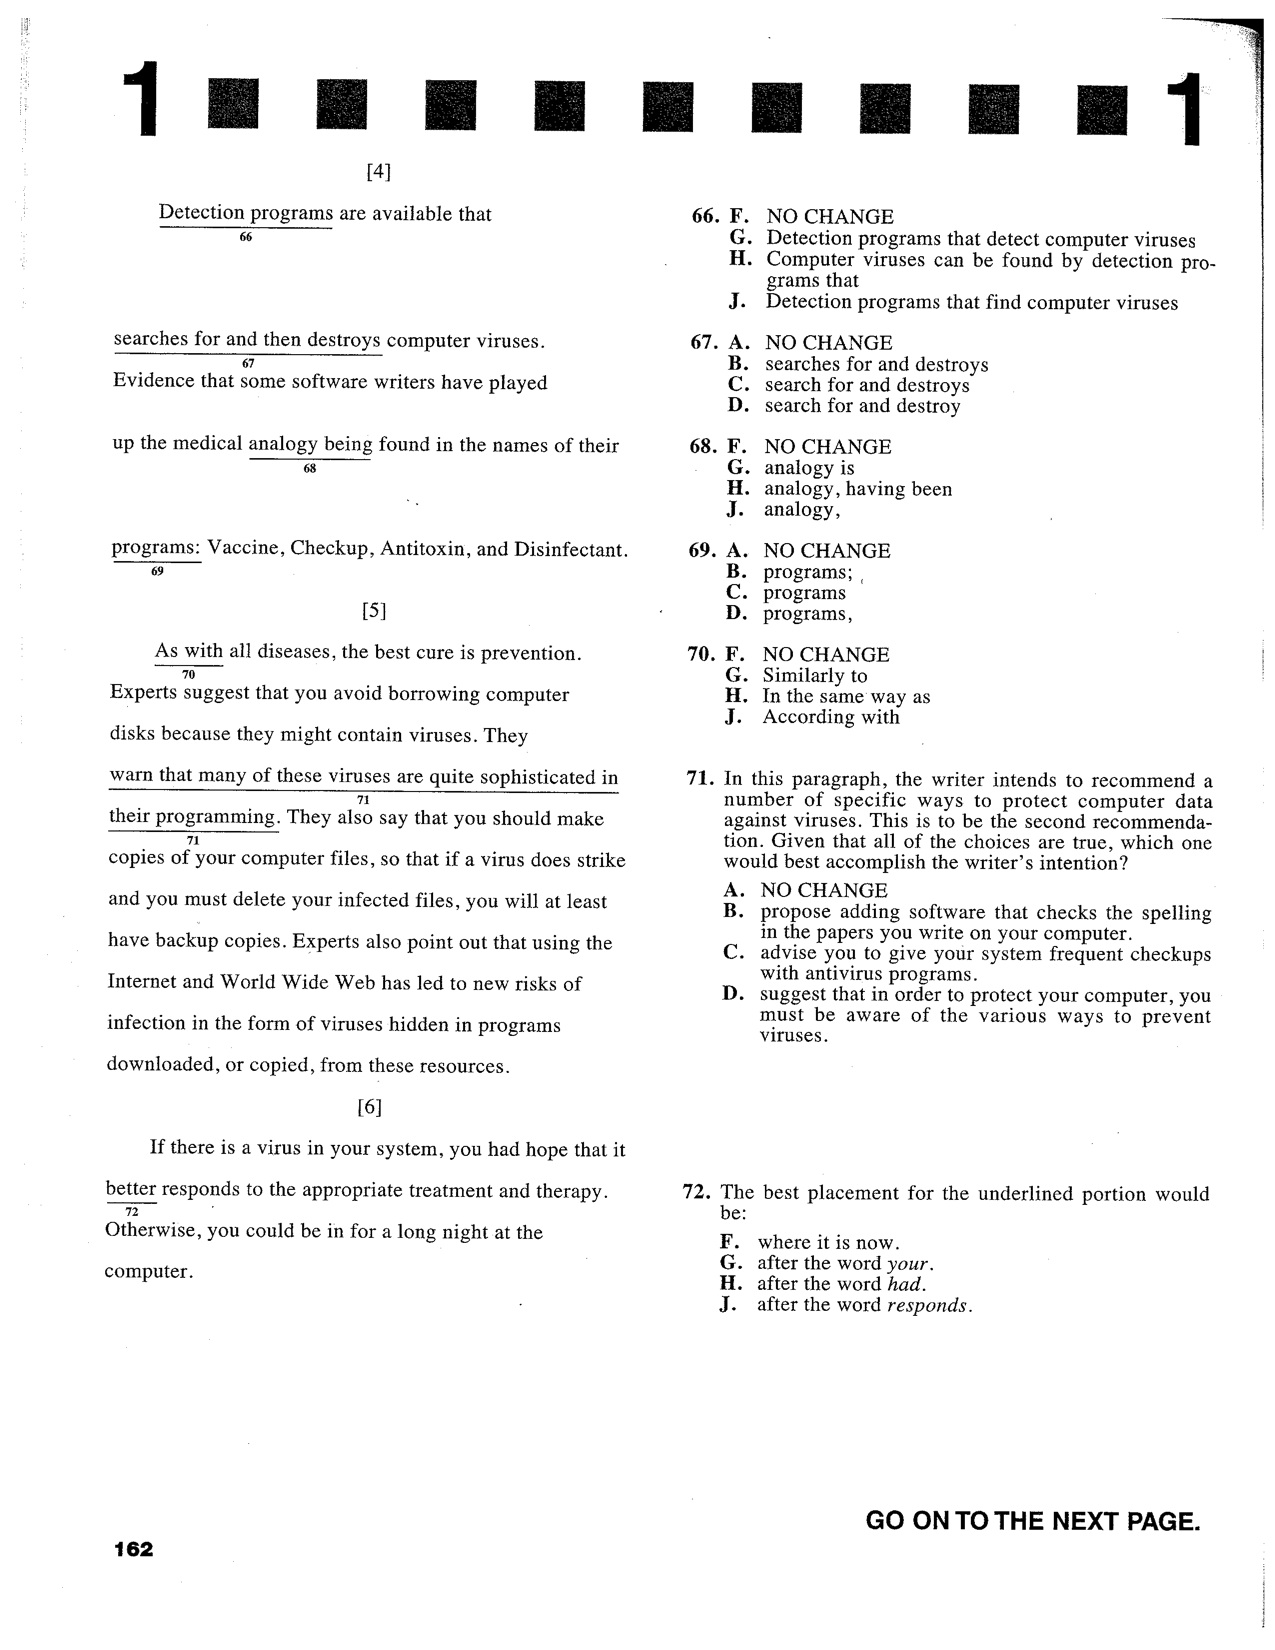 1 1
[4]
Detection programs are available that
66
searches for and then destroys computer viruses.
67
Evidence that some software writers have played
up the medical analogy being found in the names of their
68
programs: Vaccine, Checkup, Antitoxin, and Disinfectant.
69
[5]
As with all diseases, the best cure is prevention.
70
Experts suggest that you avoid borrowing computer
disks because they might contain viruses. They
warn that many of these viruses are quite sophisticated in
71
their programming. They also say that you should make
71
copies of your computer files, so that if a virus does strike
and you must delete your infected files, you will at least
have backup copies. Experts also point out that using the
Internet and World Wide Web has led to new risks of
infection in the form of viruses hidden in programs
downloaded, or copied, from these resources.
[6]
If there is a virus in your system, you had hope that it
better responds to the appropriate treatment and therapy.
72
Otherwise, you could be in for a long night at the
computer.
66. F. NO CHANGE
G. Detection programs that detect computer viruses
H. Computer viruses can be found by detection pro-
grams that
J. Detection programs that find computer viruses
67. A. NO CHANGE
B. searches for and destroys
C. search for and destroys
D. search for and destroy
68. F. NO CHANGE
G. analogy is
H. analogy, having been
J. analogy,
69. A. NO CHANGE
B. programs;
C. programs
D. programs,
70. F. NO CHANGE
G. Similarly to
H. In the same way as
J. According with
71. In this paragraph, the writer intends to recommend a
number of specific ways to protect computer data
against viruses. This is to be the second recommenda-
tion. Given that all of the choices are true, which one
would best accomplish the writer's intention?
A. NO CHANGE
B. propose adding software that checks the spelling
in the papers you write on your computer.
C. advise you to give your system frequent checkups
with antivirus programs.
D. suggest that in order to protect your computer, you
must be aware of the various ways to prevent
viruses.
72. The best placement for the underlined portion would
be:
F. where it is now.
G. after the word your.
H. after the word had.
J. after the word responds.
GO ON TO THE NEXT PAGE.
162